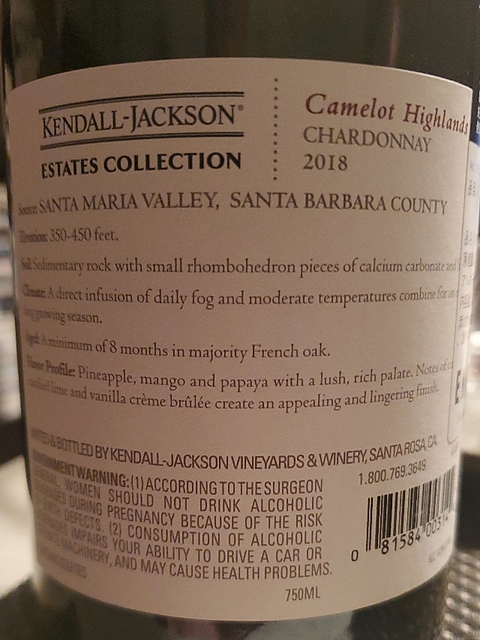 KENDALL-JACKSON®
ESTATES COLLECTION
Camelot Highlands
CHARDONNAY
2018
Source: SANTA MARIA VALLEY, SANTA BARBARA COUNTY
Elevation: 350-450 feet.
Soil: Sedimentary rock with small rhombohedron pieces of calcium carbonate and
Climate: A direct infusion of daily fog and moderate temperatures combine for
long growing season.
Aged: A minimum of 8 months in majority French oak.
Flavor Profile: Pineapple, mango and papaya with a lush, rich palate. Notes of
lime and vanilla crème brûlée create an appealing and lingering finish.
& BOTTLED BY KENDALL-JACKSON VINEYARDS & WINERY, SANTA ROSA, CA
1.800.769.3649
WARNING: (1) ACCORDING TO THE SURGEON
WOMEN SHOULD NOT DRINK ALCOHOLIC
DURING PREGNANCY BECAUSE OF THE RISK
DEFECTS. (2) CONSUMPTION OF ALCOHOLIC
IMPAIRS YOUR ABILITY TO DRIVE A CAR OR
MACHINERY, AND MAY CAUSE HEALTH PROBLEMS.
0 81584 003
750ML